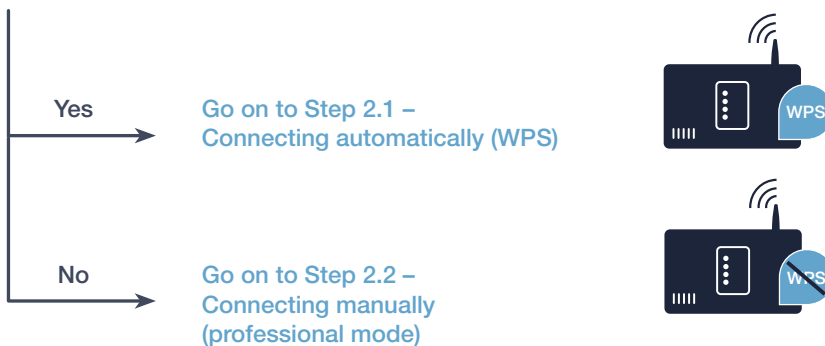 Yes
Go on to Step 2.1 –
Connecting automatically (WPS)
WPS
No
Go on to Step 2.2 –
Connecting manually
(professional mode)
WPS